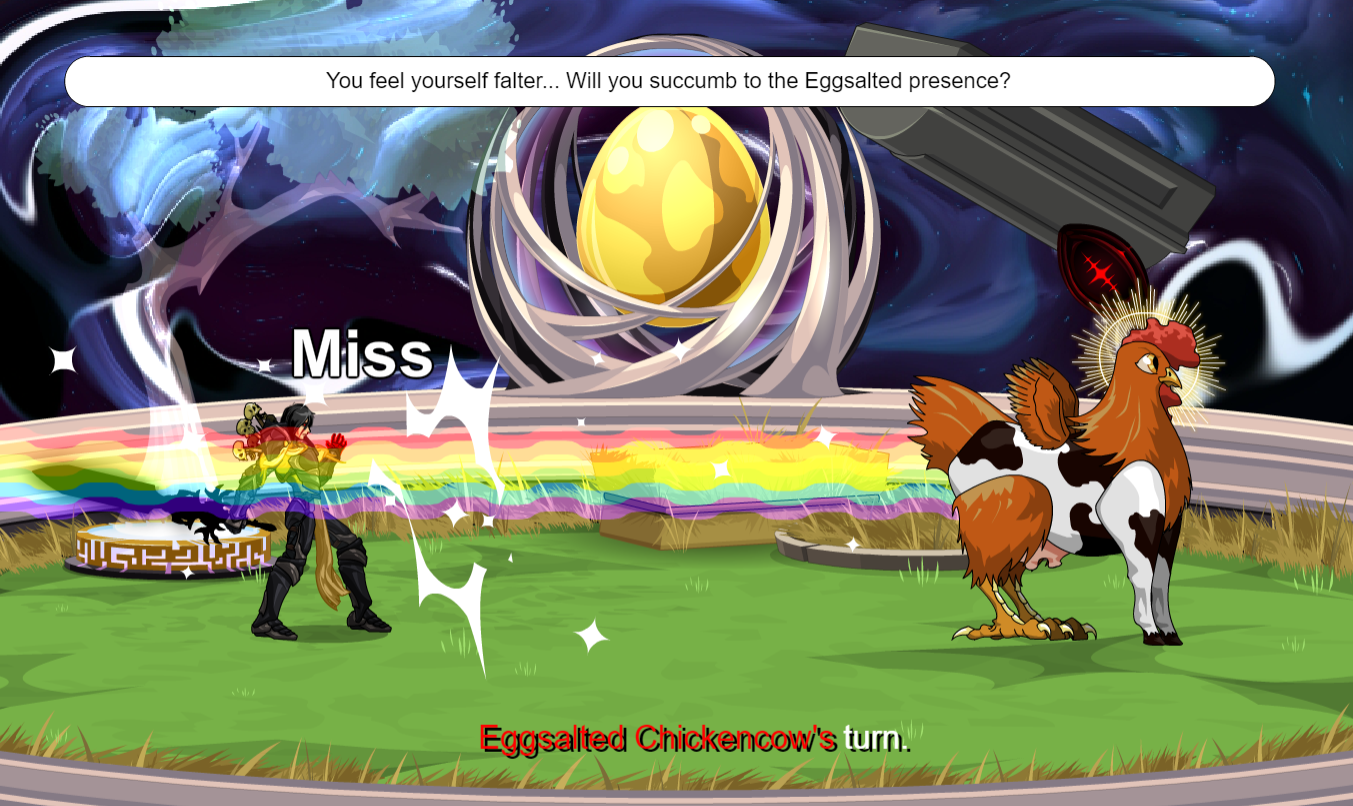 You feel yourself falter... Will you succumb to the Eggsalted presence?
Miss
Eggsalted Chickencow's turn.